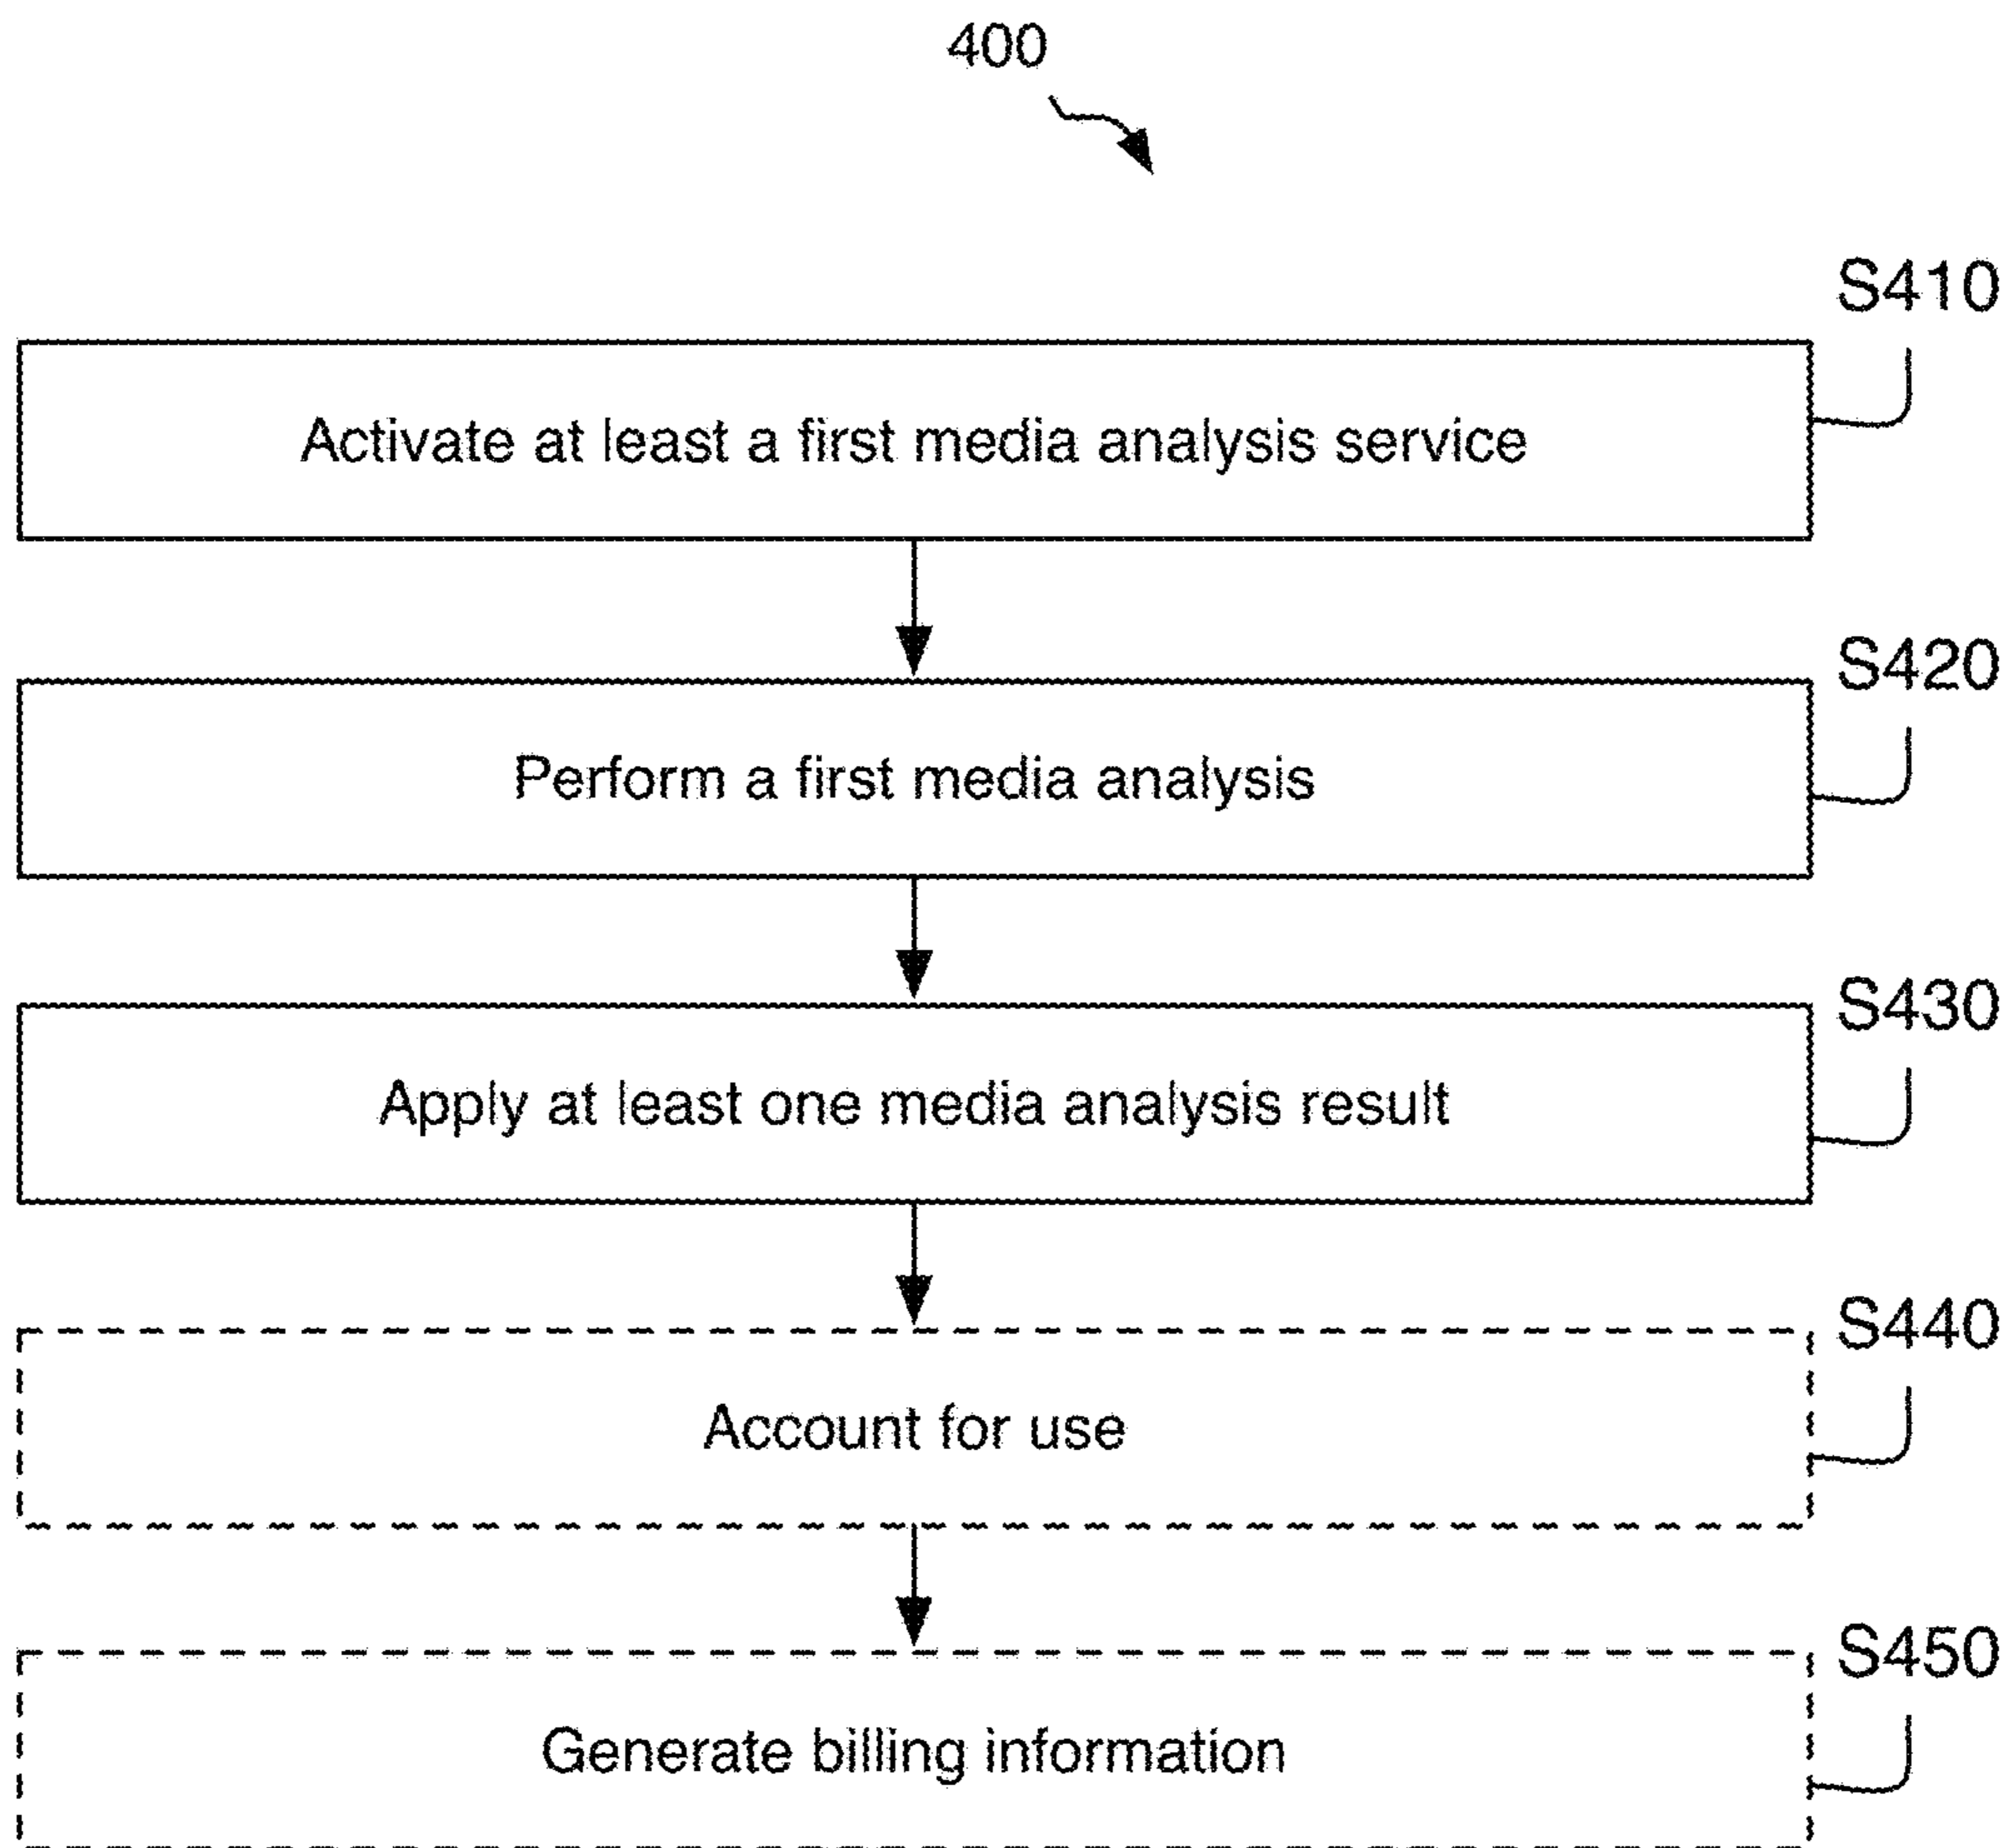 400
S410
Activate at least a first media analysis service
S420
Perform a first media analysis
S430
Apply at least one media analysis result
S440
Account for use
S450
Generate billing information